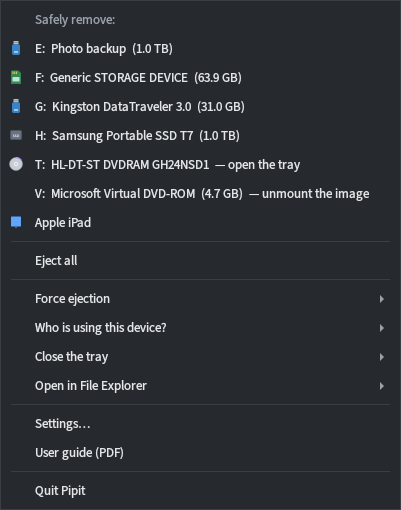 Safely remove:
E: Photo backup (1.0 TB)
F: Generic STORAGE DEVICE (63.9 GB)
G: Kingston DataTraveler 3.0 (31.0 GB)
H: Samsung Portable SSD T7 (1.0 TB)
T: HL-DT-ST DVDRAM GH24NSD1 — open the tray
V: Microsoft Virtual DVD-ROM (4.7 GB) — unmount the image
Apple iPad
Eject all
Force ejection
Who is using this device?
Close the tray
Open in File Explorer
Settings…
User guide (PDF)
Quit Pipit